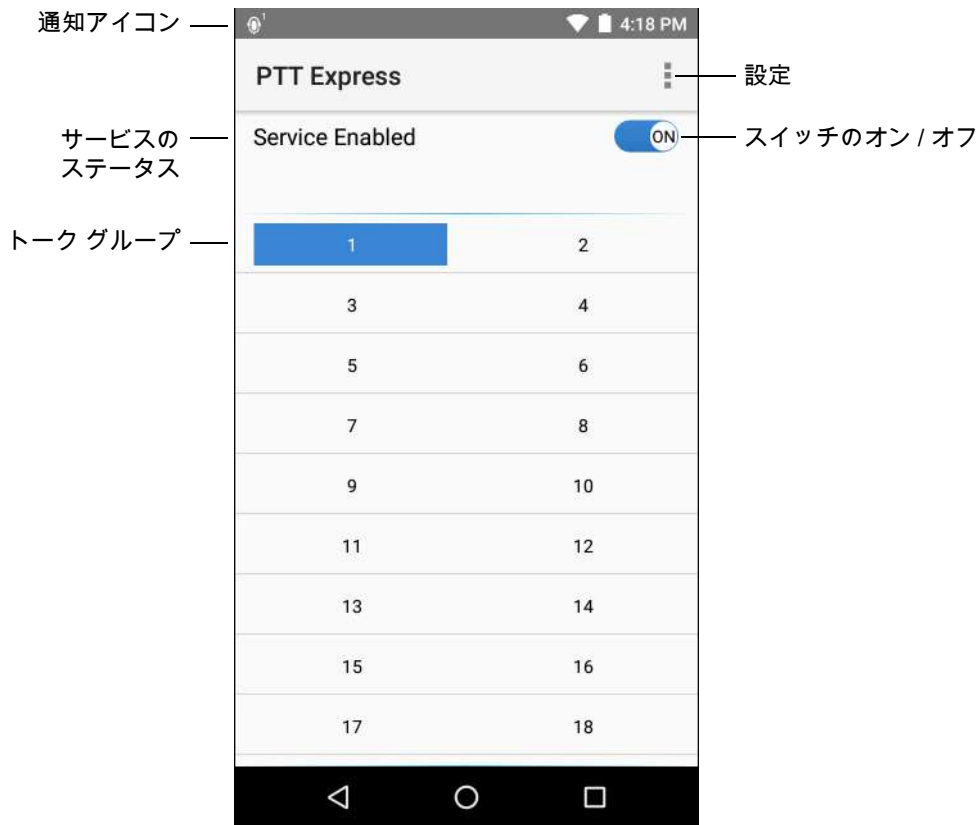 通知アイコン
1
4:18 PM
PTT Express
設定
サービスの
ステータス
Service Enabled
ON
スイッチのオン / オフ
トーク グループ
1 2
3 4
5 6
7 8
9 10
11 12
13 14
15 16
17 18